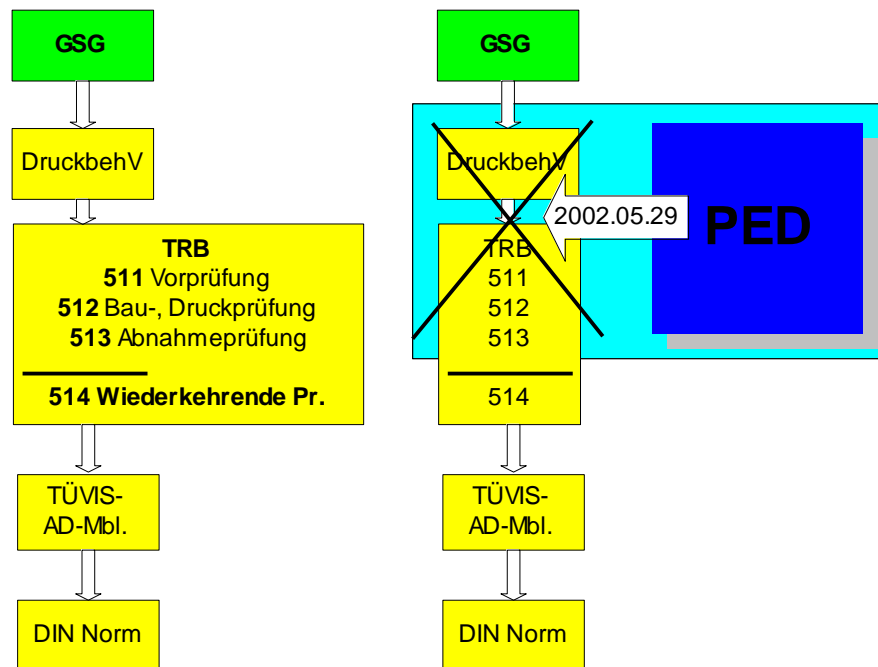 GSG
DruckbehV
TRB
511 Vorprüfung
512 Bau-, Druckprüfung
513 Abnahmeprüfung
514 Wiederkehrende Pr.
TÜVIS-
AD-Mbl.
DIN Norm
GSG
DruckbehV
2002.05.29
PED
TRB
511
512
513
514
TÜVIS-
AD-Mbl.
DIN Norm